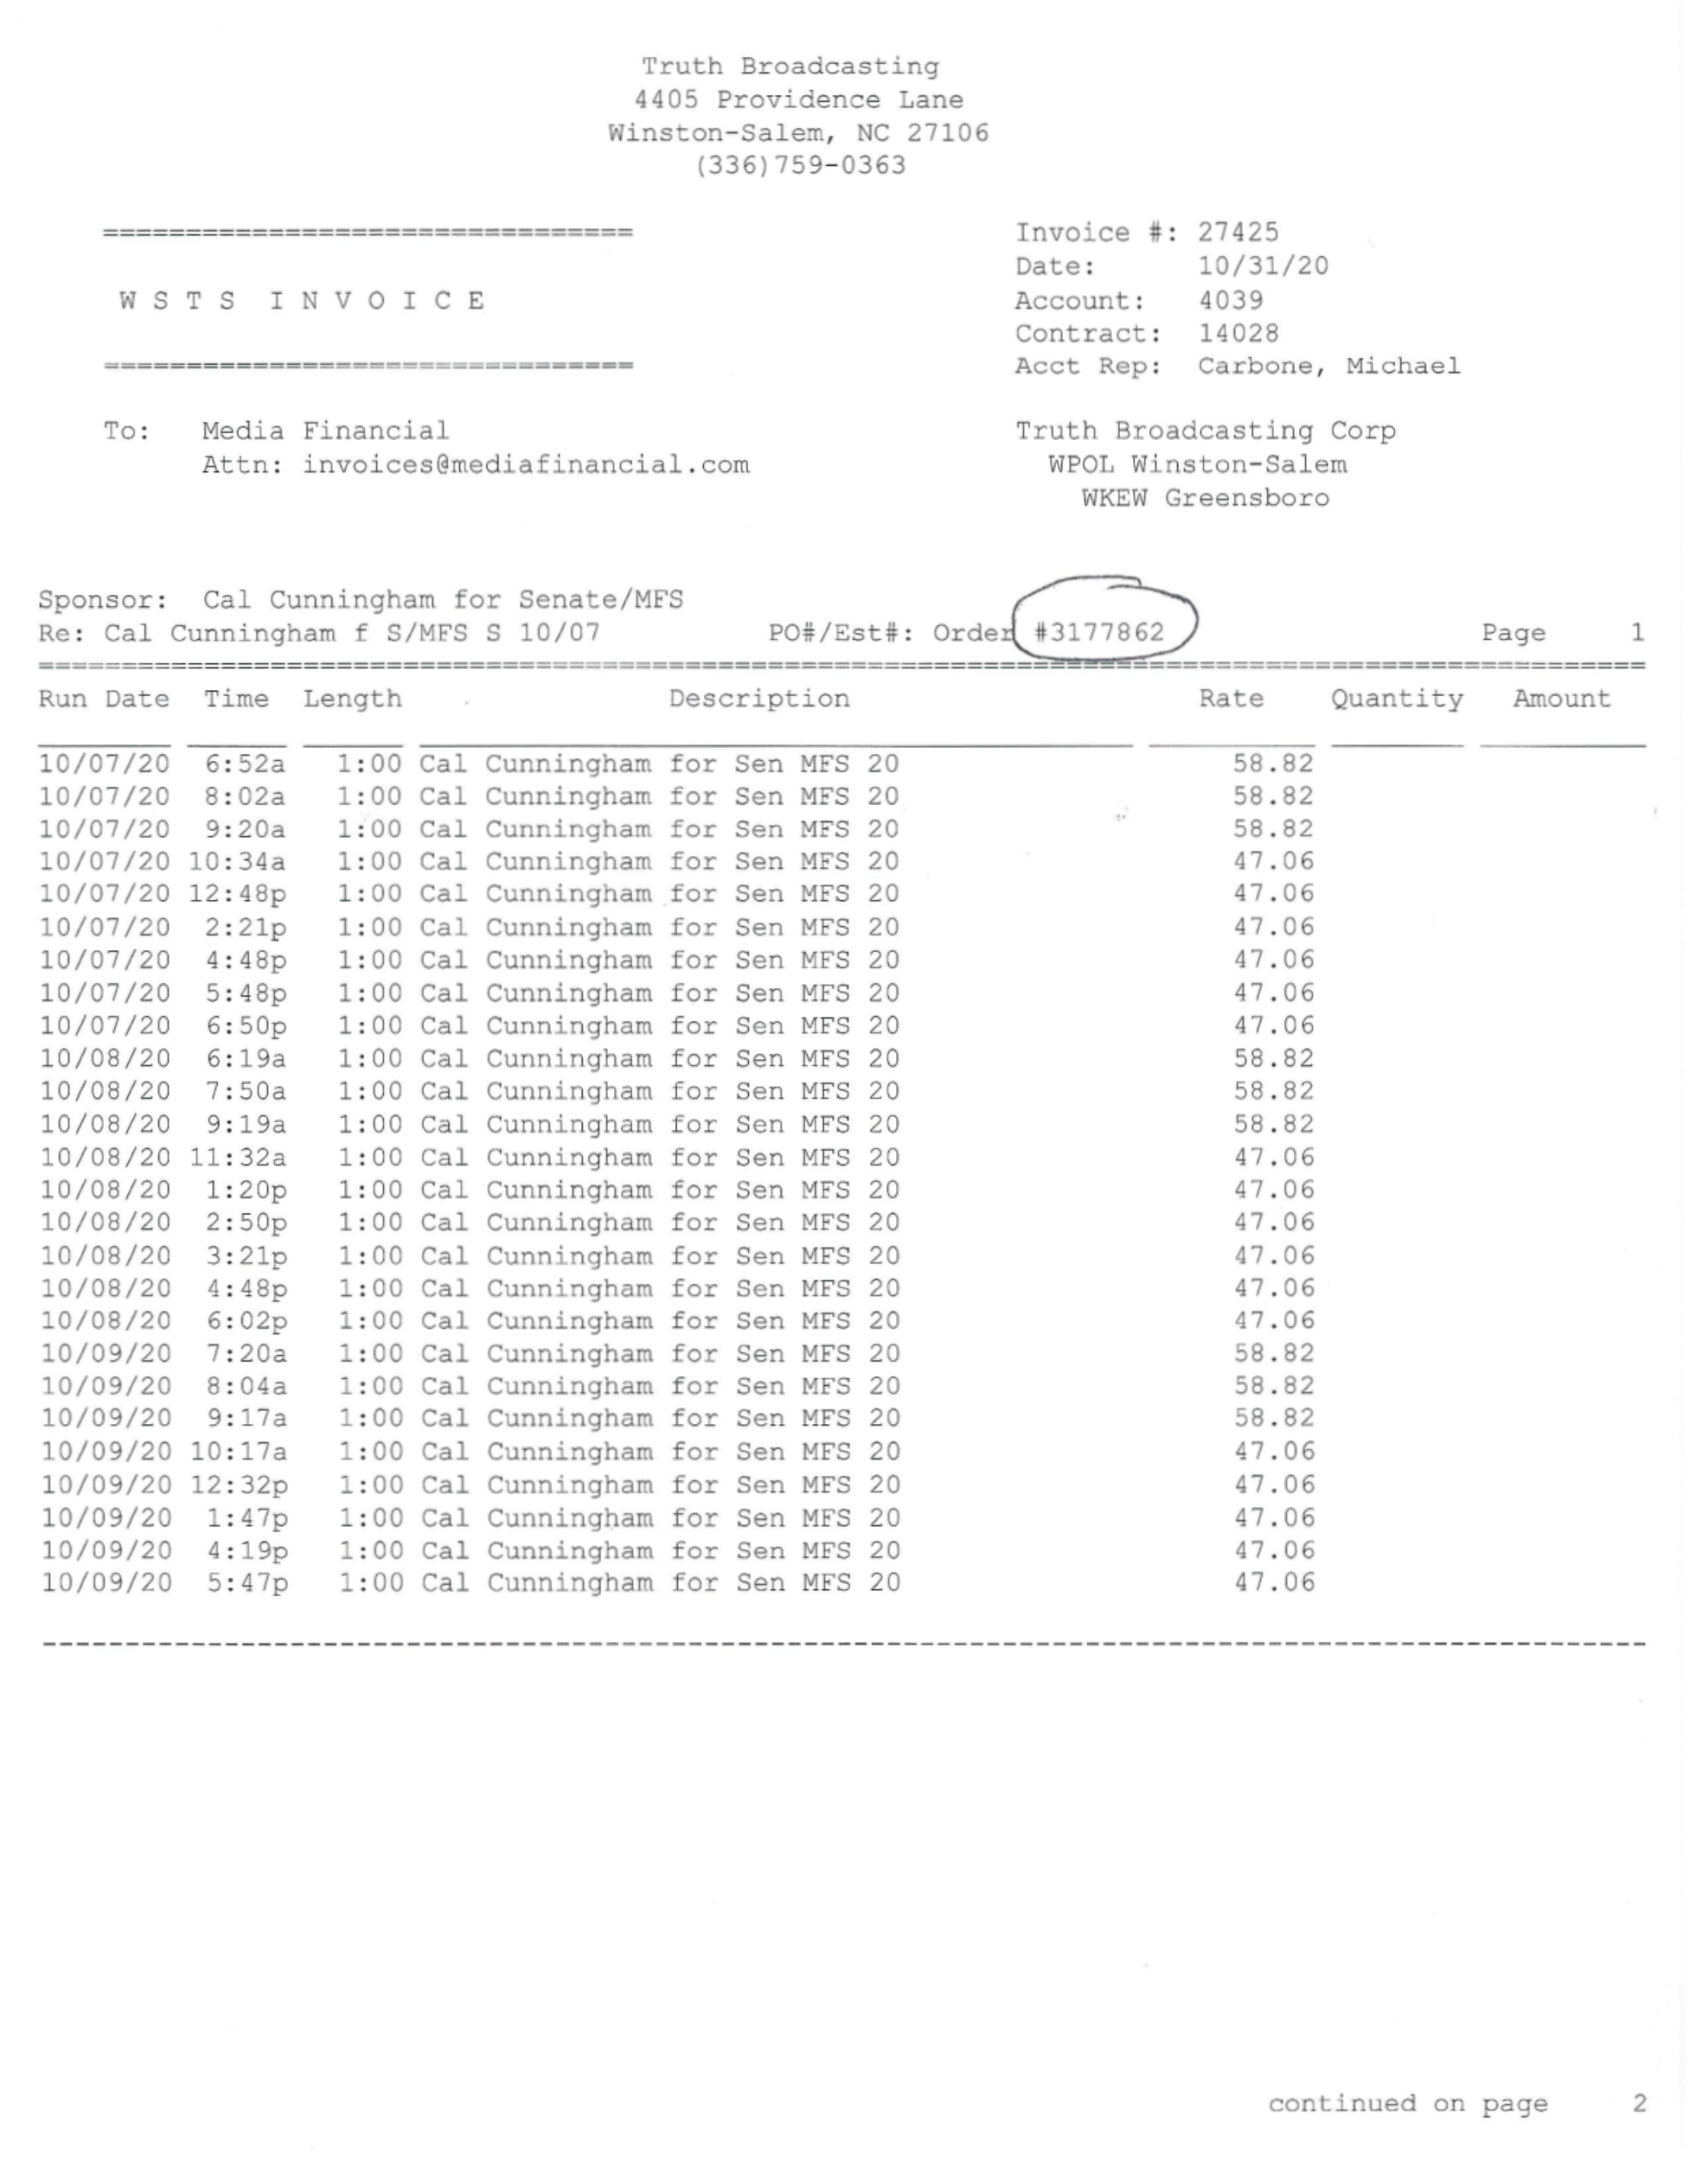 Truth Broadcasting
4405 Providence Lane
Winston-Salem, NC 27106
(336)759-0363
================================
W S T S I N V O I C E
================================
Invoice #: 27425
Date: 10/31/20
Account: 4039
Contract: 14028
Acct Rep: Carbone, Michael
To: Media Financial
Attn: invoices@mediafinancial.com
Truth Broadcasting Corp
WPOL Winston-Salem
WKEW Greensboro
Sponsor: Cal Cunningham for Senate/MFS
Re: Cal Cunningham f S/MFS S 10/07 PO#/Est#: Order #3177862 Page 1
Run Date Time Length Description Rate Quantity Amount
10/07/20 6:52a 1:00 Cal Cunningham for Sen MFS 20 58.82
10/07/20 8:02a 1:00 Cal Cunningham for Sen MFS 20 58.82
10/07/20 9:20a 1:00 Cal Cunningham for Sen MFS 20 58.82
10/07/20 10:34a 1:00 Cal Cunningham for Sen MFS 20 47.06
10/07/20 12:48p 1:00 Cal Cunningham for Sen MFS 20 47.06
10/07/20 2:21p 1:00 Cal Cunningham for Sen MFS 20 47.06
10/07/20 4:48p 1:00 Cal Cunningham for Sen MFS 20 47.06
10/07/20 5:48p 1:00 Cal Cunningham for Sen MFS 20 47.06
10/07/20 6:50p 1:00 Cal Cunningham for Sen MFS 20 47.06
10/08/20 6:19a 1:00 Cal Cunningham for Sen MFS 20 58.82
10/08/20 7:50a 1:00 Cal Cunningham for Sen MFS 20 58.82
10/08/20 9:19a 1:00 Cal Cunningham for Sen MFS 20 58.82
10/08/20 11:32a 1:00 Cal Cunningham for Sen MFS 20 47.06
10/08/20 1:20p 1:00 Cal Cunningham for Sen MFS 20 47.06
10/08/20 2:50p 1:00 Cal Cunningham for Sen MFS 20 47.06
10/08/20 3:21p 1:00 Cal Cunningham for Sen MFS 20 47.06
10/08/20 4:48p 1:00 Cal Cunningham for Sen MFS 20 47.06
10/08/20 6:02p 1:00 Cal Cunningham for Sen MFS 20 47.06
10/09/20 7:20a 1:00 Cal Cunningham for Sen MFS 20 58.82
10/09/20 8:04a 1:00 Cal Cunningham for Sen MFS 20 58.82
10/09/20 9:17a 1:00 Cal Cunningham for Sen MFS 20 58.82
10/09/20 10:17a 1:00 Cal Cunningham for Sen MFS 20 47.06
10/09/20 12:32p 1:00 Cal Cunningham for Sen MFS 20 47.06
10/09/20 1:47p 1:00 Cal Cunningham for Sen MFS 20 47.06
10/09/20 4:19p 1:00 Cal Cunningham for Sen MFS 20 47.06
10/09/20 5:47p 1:00 Cal Cunningham for Sen MFS 20 47.06
continued on page 2